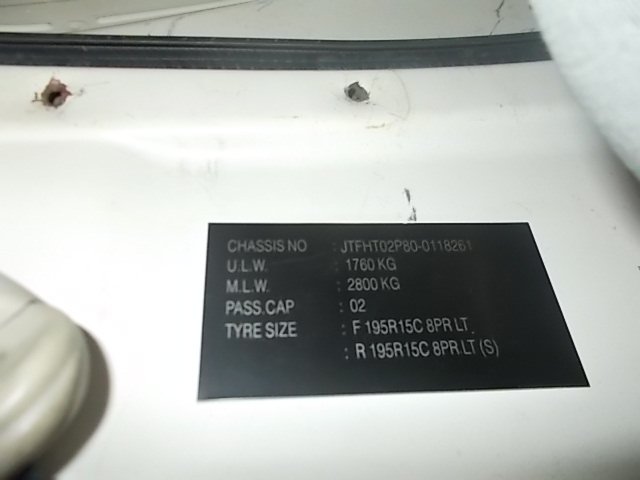 CHASSIS NO : JTFHT02P80-0118261
U.L.W. : 1760 KG
M.L.W. : 2800 KG
PASS.CAP : 02
TYRE SIZE : F 195R15C 8PR LT
: R 195R15C 8PR LT (S)